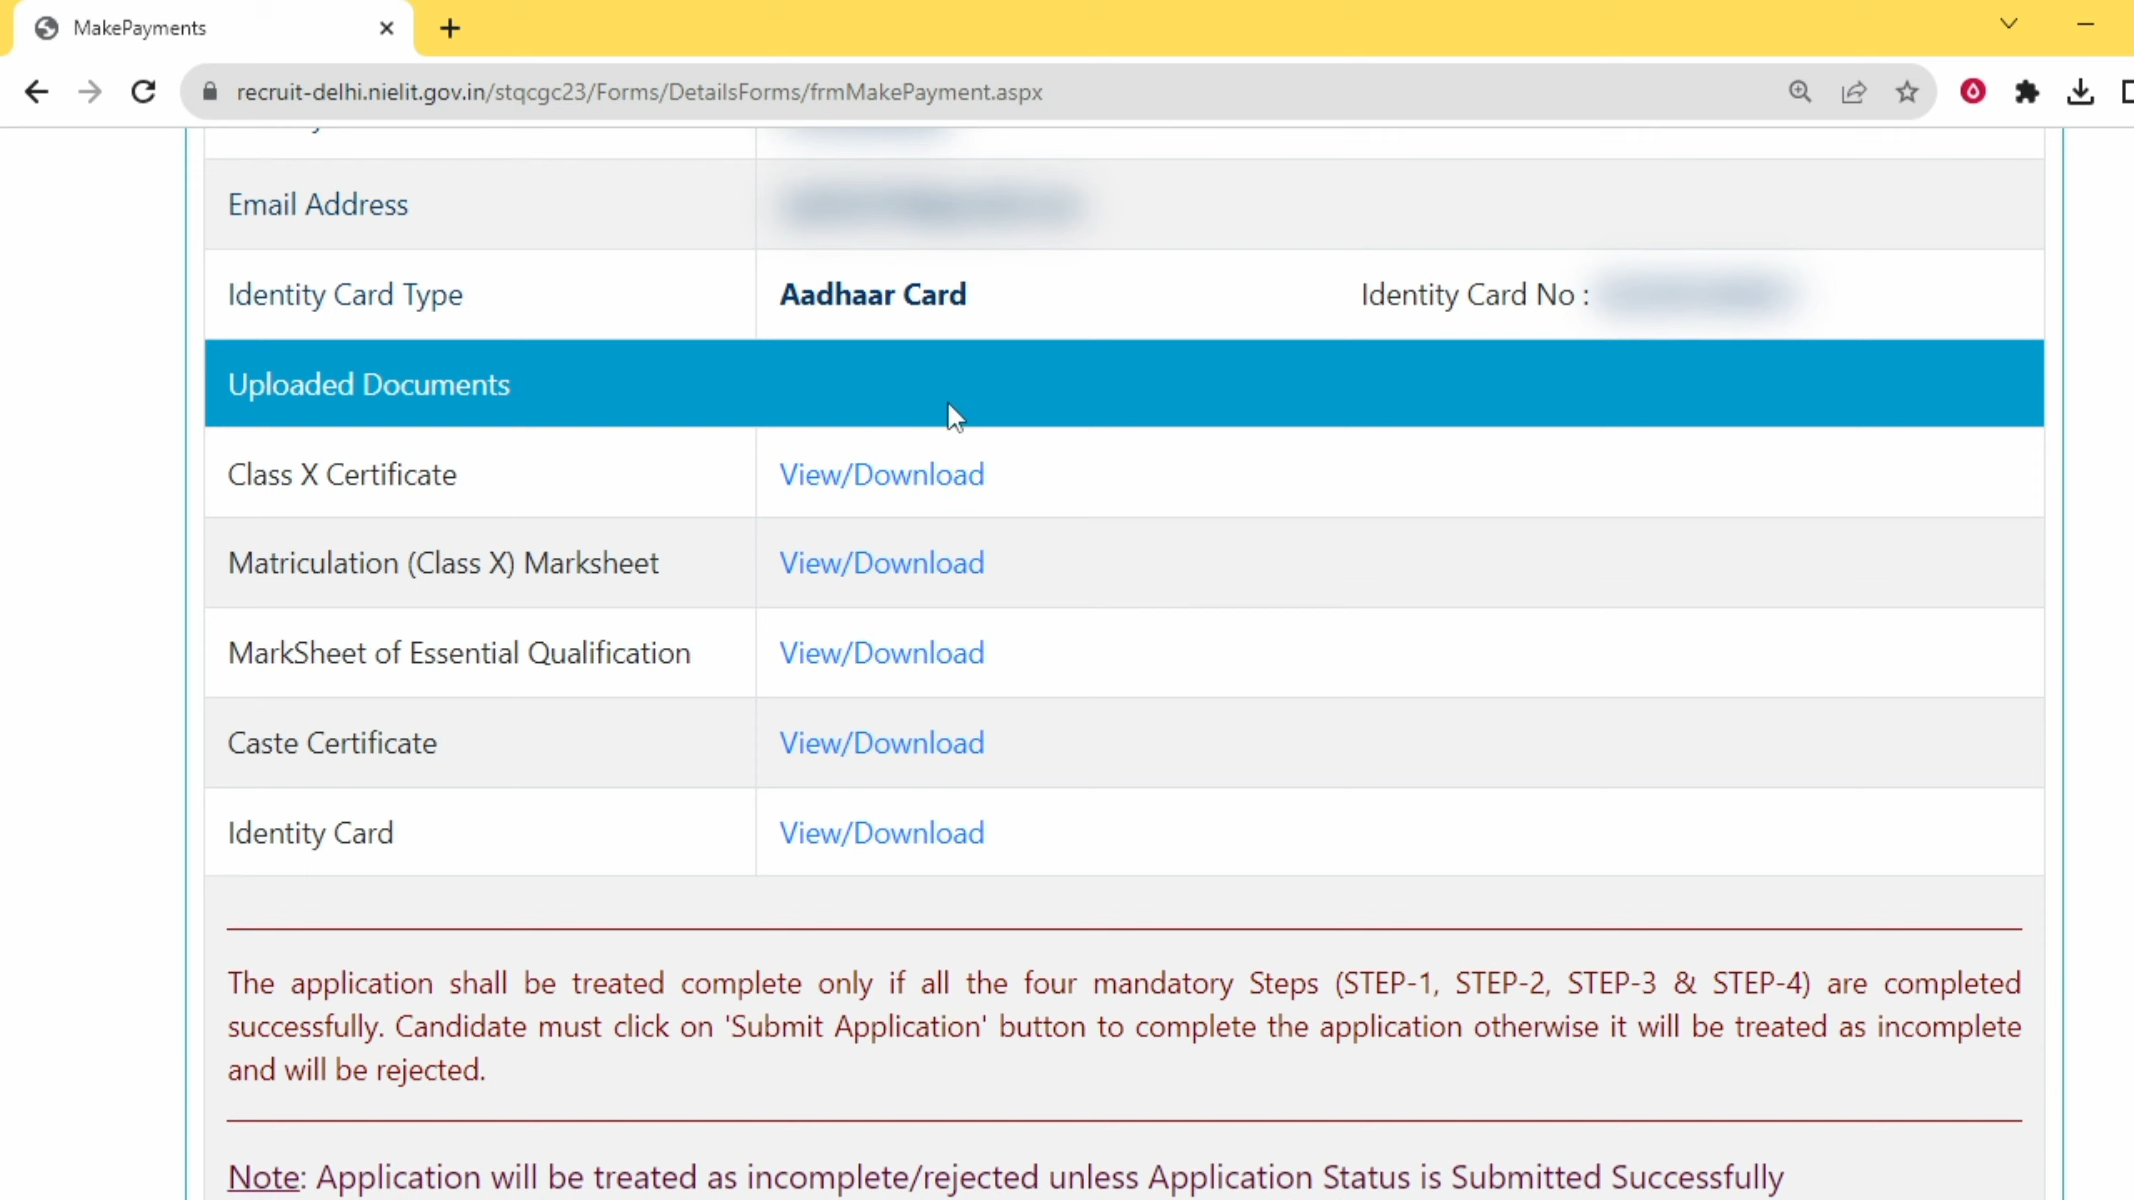 MakePayments
recruit-delhi.nielit.gov.in/stqcgc23/Forms/DetailsForms/frmMakePayment.aspx
Email Address
Identity Card Type Aadhaar Card Identity Card No :
Uploaded Documents
Class X Certificate View/Download
Matriculation (Class X) Marksheet View/Download
MarkSheet of Essential Qualification View/Download
Caste Certificate View/Download
Identity Card View/Download
The application shall be treated complete only if all the four mandatory Steps (STEP-1, STEP-2, STEP-3 & STEP-4) are completed
successfully. Candidate must click on 'Submit Application' button to complete the application otherwise it will be treated as incomplete
and will be rejected.
Note: Application will be treated as incomplete/rejected unless Application Status is Submitted Successfully